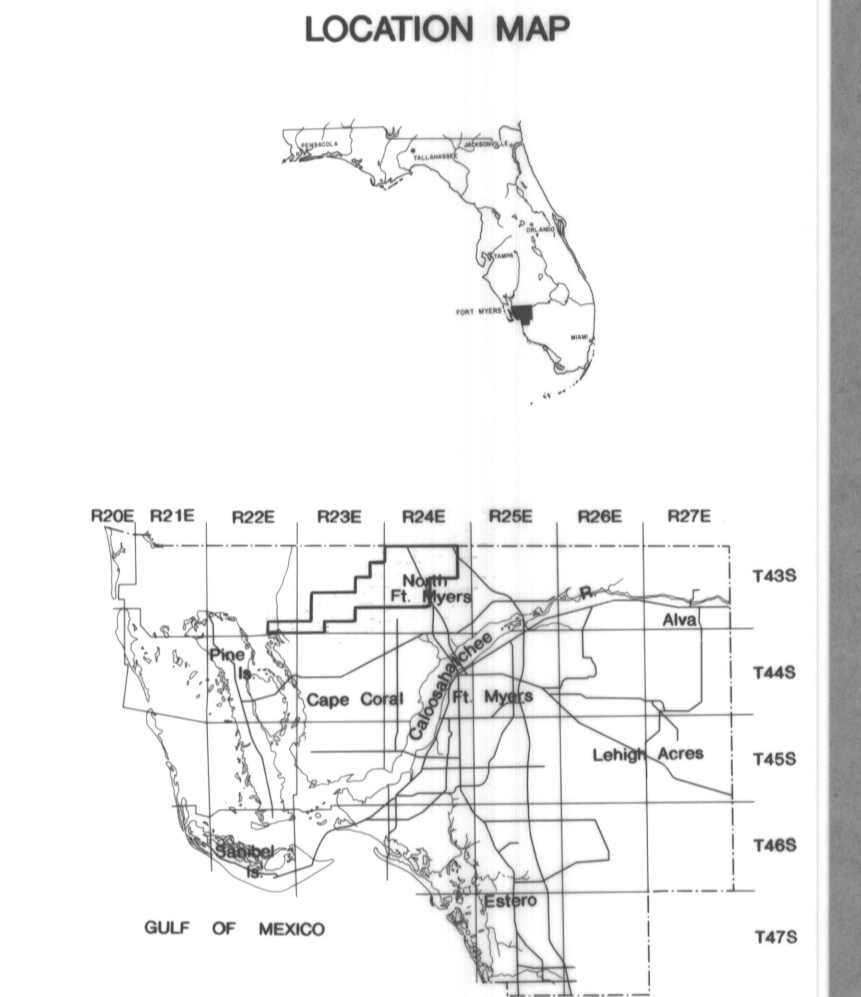 LOCATION MAP
PENSACOLA
TALLAHASSEE
JACKSONVILLE
ORLANDO
TAMPA
FORT MYERS
MIAMI
R20E R21E R22E R23E R24E R25E R26E R27E
T43S
North
Ft. Myers
R.
Alva
Pine
Is.
T44S
Cape Coral
Caloosahatchee
Ft. Myers
Lehigh Acres
T45S
Sanibel
Is.
T46S
Estero
GULF OF MEXICO
T47S